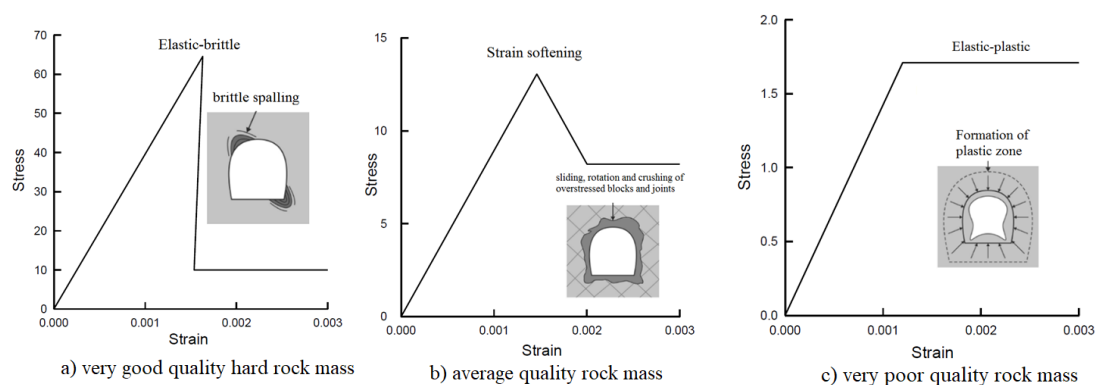 Elastic-brittle
brittle spalling
Stress
70
60
50
40
30
20
10
0
0.000
0.001
0.002
0.003
Strain
a) very good quality hard rock mass
Strain softening
sliding, rotation and crushing of
overstressed blocks and joints
Stress
15
10
5
0
0.000
0.001
0.002
0.003
Strain
b) average quality rock mass
Elastic-plastic
Formation of
plastic zone
Stress
2.0
1.5
1.0
0.5
0.0
0.000
0.001
0.002
0.003
Strain
c) very poor quality rock mass